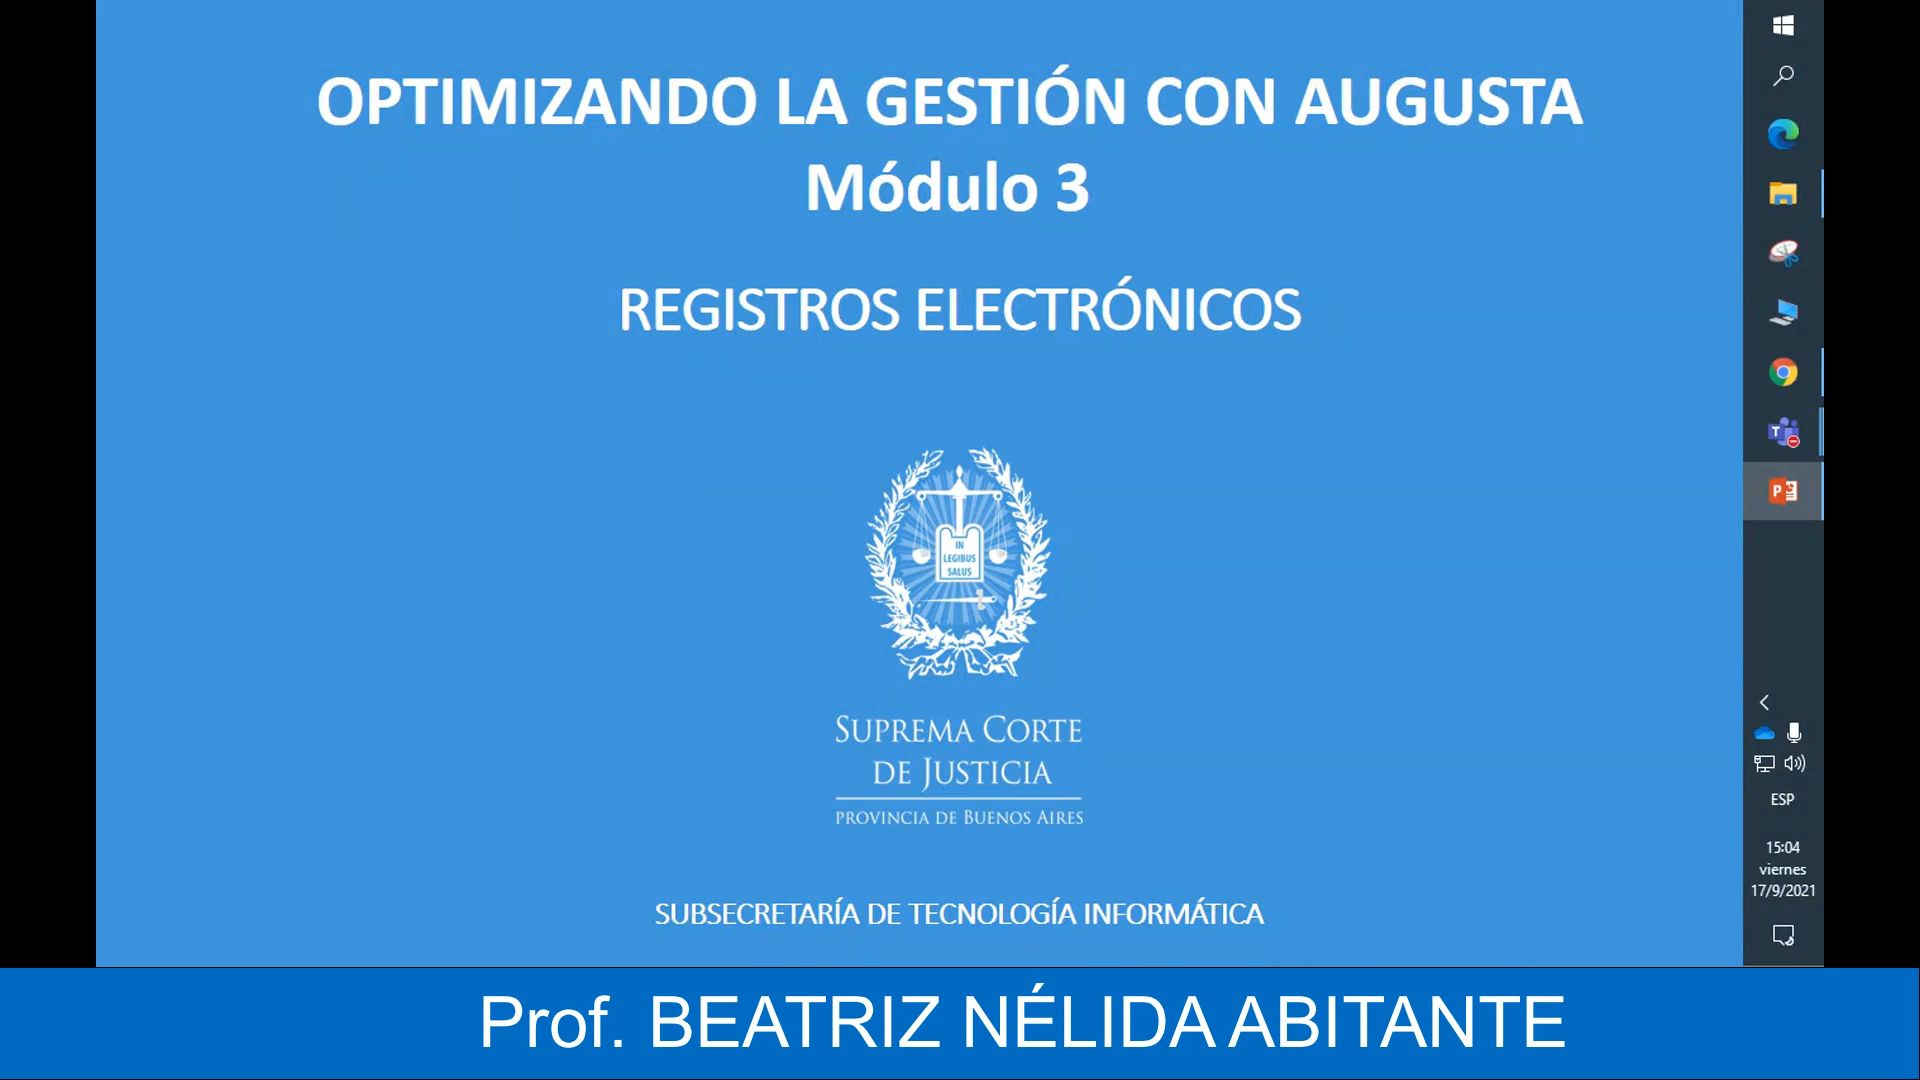 OPTIMIZANDO LA GESTIÓN CON AUGUSTA
Módulo 3
REGISTROS ELECTRÓNICOS
IN
LEGIBUS
SALUS
SUPREMA CORTE
DE JUSTICIA
PROVINCIA DE BUENOS AIRES
SUBSECRETARÍA DE TECNOLOGÍA INFORMÁTICA
ESP
15:04
viernes
17/9/2021
Prof. BEATRIZ NÉLIDA ABITANTE